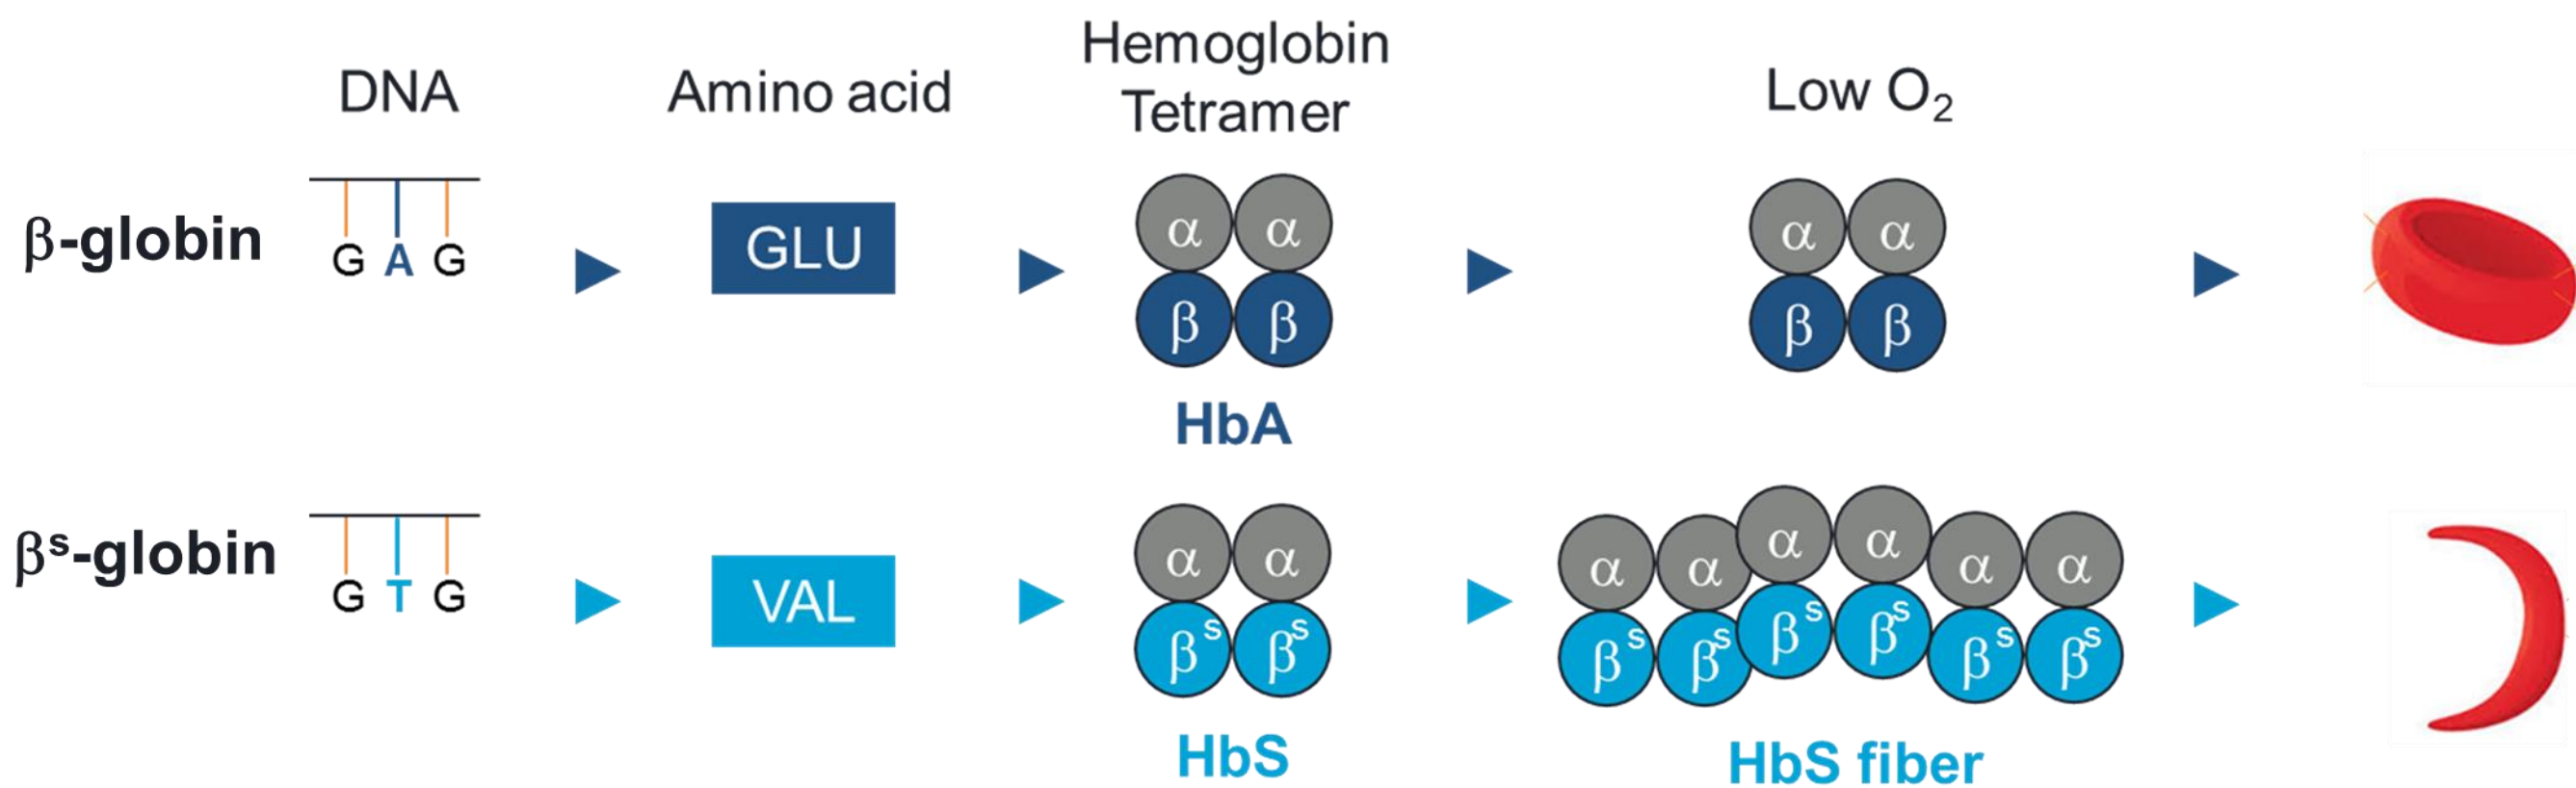 DNA
Amino acid
Hemoglobin
Tetramer
Low O₂
β-globin
G A G
GLU
α α
β β
HbA
α α
β β
βˢ-globin
G T G
VAL
α α
βˢ βˢ
HbS
α α α α α α
βˢ βˢ βˢ βˢ βˢ βˢ
HbS fiber